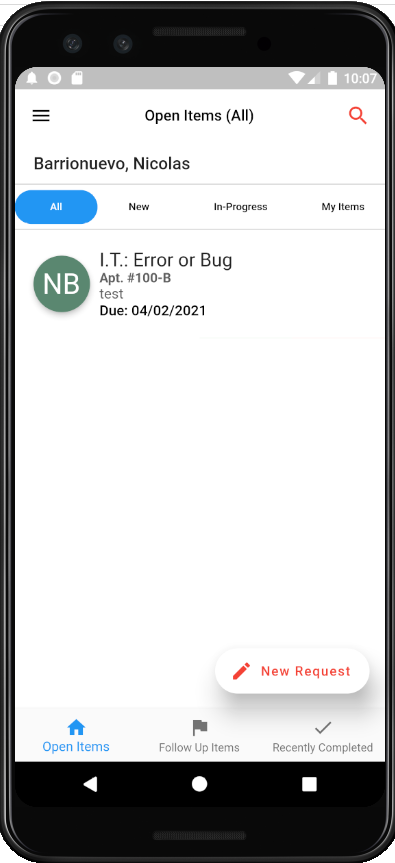 10:07
Open Items (All)
Barrionuevo, Nicolas
All New In-Progress My Items
NB
I.T.: Error or Bug
Apt. #100-B
test
Due: 04/02/2021
New Request
Open Items Follow Up Items Recently Completed